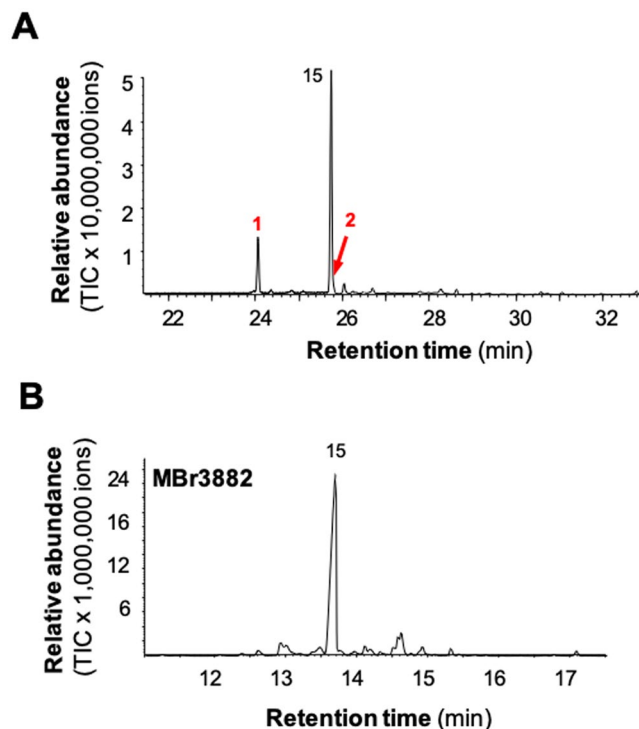 A
Relative abundance
(TIC x 10,000,000 ions)
5
4
3
2
1
15
1
2
22 24 26 28 30 32
Retention time (min)
B
Relative abundance
(TIC x 1,000,000 ions)
24
16
12
6
MBr3882
15
12 13 14 15 16 17
Retention time (min)